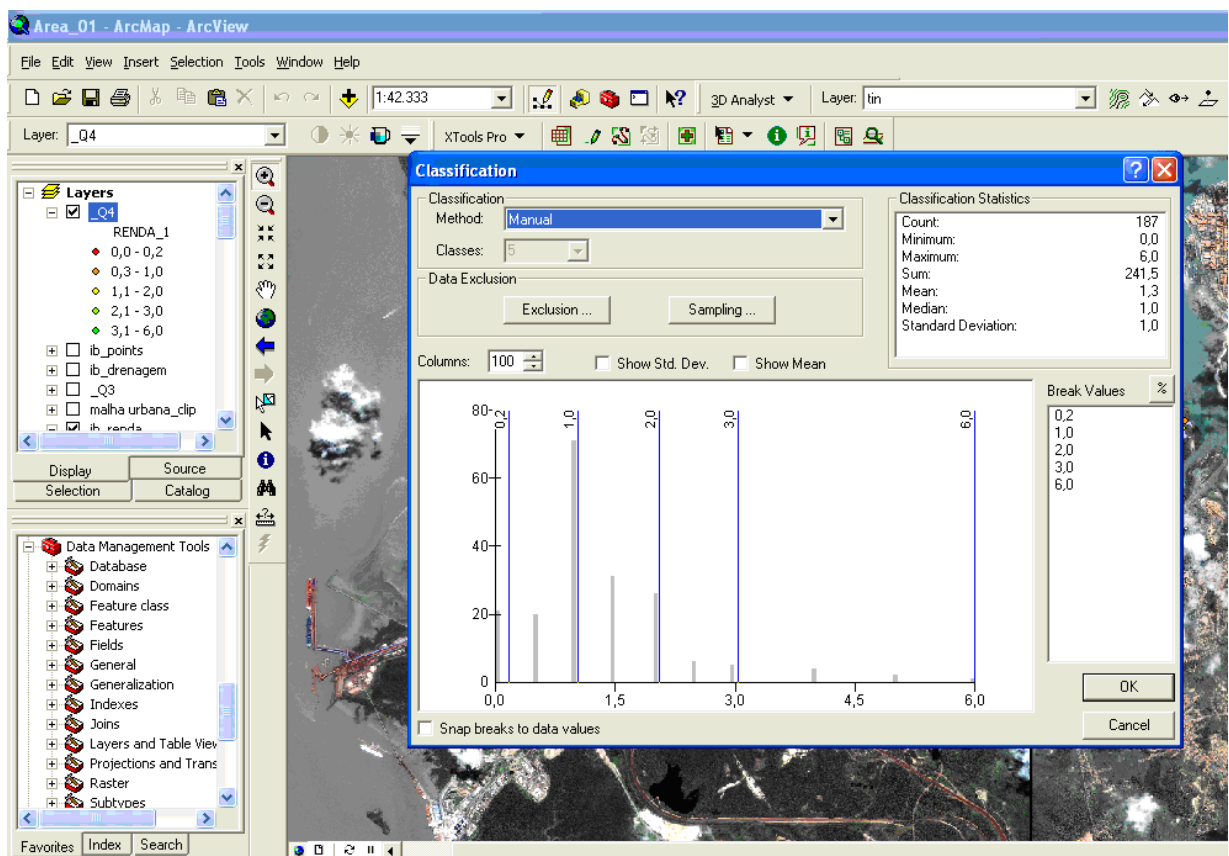 Area_01 - ArcMap - ArcView
File Edit View Insert Selection Tools Window Help
1:42.333 3D Analyst Layer: tin
Layer: _Q4 XTools Pro
Layers
_Q4
RENDA_1
0,0 - 0,2
0,3 - 1,0
1,1 - 2,0
2,1 - 3,0
3,1 - 6,0
ib_points
ib_drenagem
_Q3
malha urbana_clip
ib_renda
Display Source
Selection Catalog
Data Management Tools
Database
Domains
Feature class
Features
Fields
General
Generalization
Indexes
Joins
Layers and Table View
Projections and Trans
Raster
Subtypes
Favorites Index Search
Classification
Classification
Method: Manual
Classes: 5
Data Exclusion
Exclusion ... Sampling ...
Classification Statistics
Count: 187
Minimum: 0,0
Maximum: 6,0
Sum: 241,5
Mean: 1,3
Median: 1,0
Standard Deviation: 1,0
Columns: 100 Show Std. Dev. Show Mean
Break Values %
0,2
1,0
2,0
3,0
6,0
80
60
40
20
0
0,2 1,0 2,0 3,0 6,0
0,0 1,5 3,0 4,5 6,0
Snap breaks to data values
OK
Cancel